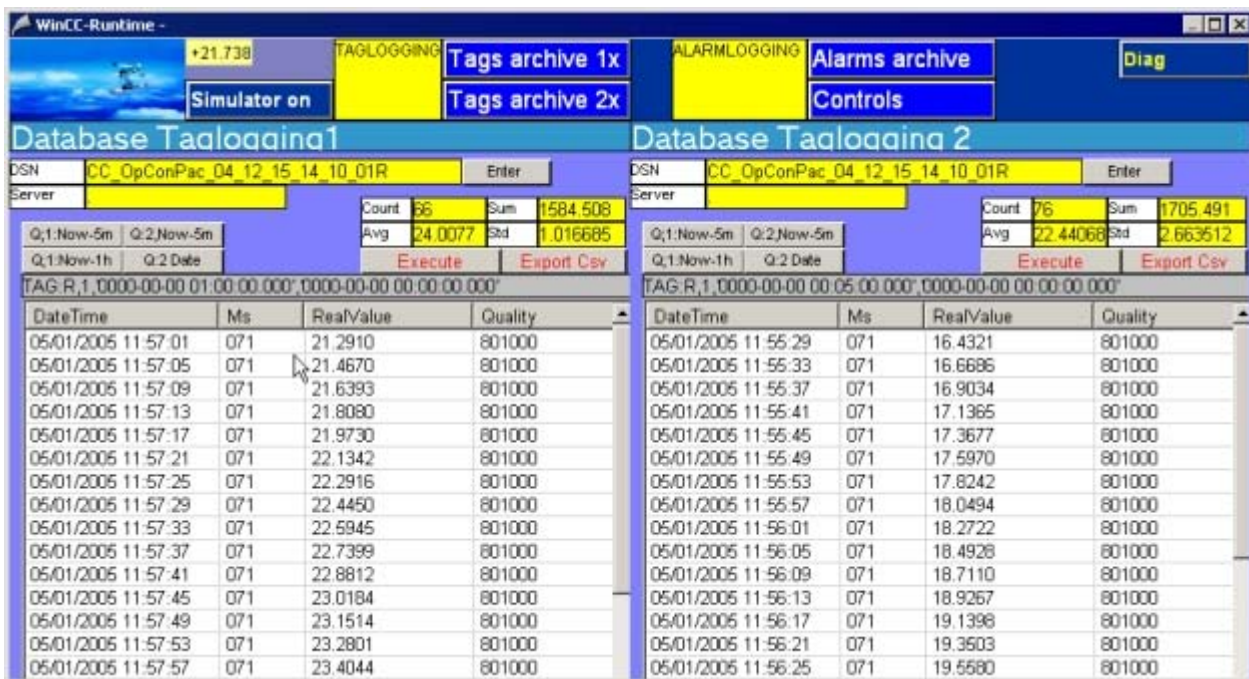 WinCC-Runtime -
+21.738 TAGLOGGING Tags archive 1x ALARMLOGGING Alarms archive Diag
Simulator on Tags archive 2x Controls
Database Taglogging1
DSN CC_OpConPac_04_12_15_14_10_01R Enter
Server .
Count 66 Sum 1584.508
Q;1:Now-5m Q:2,Now-5m Avg 24.0077 Std 1.016685
Q;1:Now-1h Q:2 Date Execute Export Csv
TAG:R,1,'0000-00-00 01:00:00.000','0000-00-00 00:00:00.000'
DateTime Ms RealValue Quality
05/01/2005 11:57:01 071 21.2910 801000
05/01/2005 11:57:05 071 21.4670 801000
05/01/2005 11:57:09 071 21.6393 801000
05/01/2005 11:57:13 071 21.8080 801000
05/01/2005 11:57:17 071 21.9730 801000
05/01/2005 11:57:21 071 22.1342 801000
05/01/2005 11:57:25 071 22.2916 801000
05/01/2005 11:57:29 071 22.4450 801000
05/01/2005 11:57:33 071 22.5945 801000
05/01/2005 11:57:37 071 22.7399 801000
05/01/2005 11:57:41 071 22.8812 801000
05/01/2005 11:57:45 071 23.0184 801000
05/01/2005 11:57:49 071 23.1514 801000
05/01/2005 11:57:53 071 23.2801 801000
05/01/2005 11:57:57 071 23.4044 801000
Database Taglogging 2
DSN CC_OpConPac_04_12_15_14_10_01R Enter
Server .
Count 76 Sum 1705.491
Q;1:Now-5m Q:2,Now-5m Avg 22.44068 Std 2.663512
Q;1:Now-1h Q:2 Date Execute Export Csv
TAG:R,1,'0000-00-00 00:05:00.000','0000-00-00 00:00:00.000'
DateTime Ms RealValue Quality
05/01/2005 11:55:29 071 16.4321 801000
05/01/2005 11:55:33 071 16.6686 801000
05/01/2005 11:55:37 071 16.9034 801000
05/01/2005 11:55:41 071 17.1365 801000
05/01/2005 11:55:45 071 17.3677 801000
05/01/2005 11:55:49 071 17.5970 801000
05/01/2005 11:55:53 071 17.8242 801000
05/01/2005 11:55:57 071 18.0494 801000
05/01/2005 11:56:01 071 18.2722 801000
05/01/2005 11:56:05 071 18.4928 801000
05/01/2005 11:56:09 071 18.7110 801000
05/01/2005 11:56:13 071 18.9267 801000
05/01/2005 11:56:17 071 19.1398 801000
05/01/2005 11:56:21 071 19.3503 801000
05/01/2005 11:56:25 071 19.5580 801000